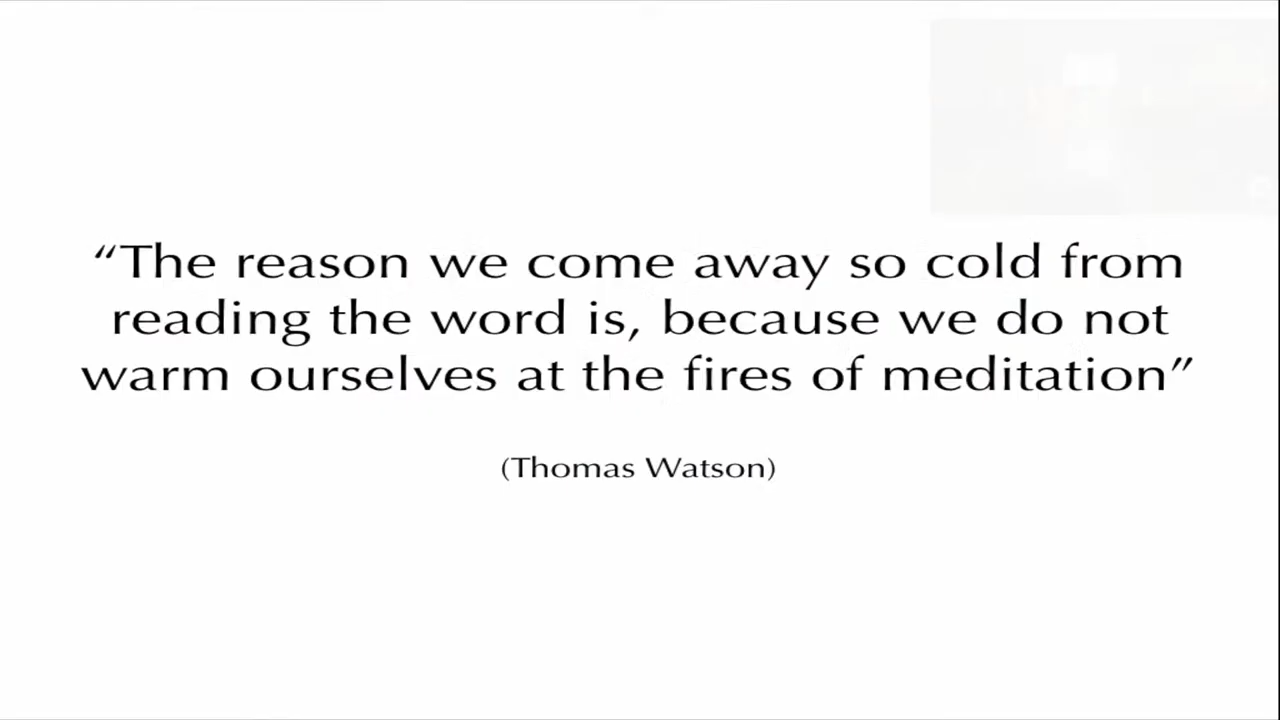 “The reason we come away so cold from
reading the word is, because we do not
warm ourselves at the fires of meditation”
(Thomas Watson)